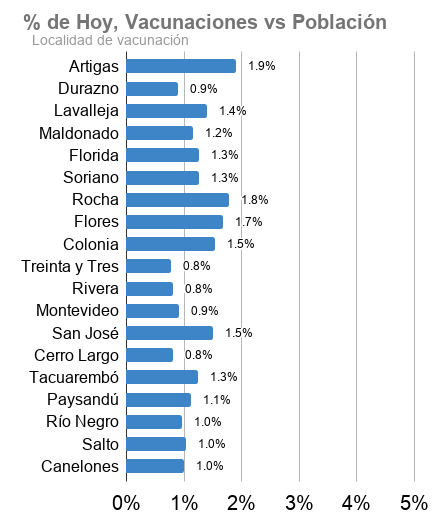 % de Hoy, Vacunaciones vs Población
Localidad de vacunación
Artigas 1.9%
Durazno 0.9%
Lavalleja 1.4%
Maldonado 1.2%
Florida 1.3%
Soriano 1.3%
Rocha 1.8%
Flores 1.7%
Colonia 1.5%
Treinta y Tres 0.8%
Rivera 0.8%
Montevideo 0.9%
San José 1.5%
Cerro Largo 0.8%
Tacuarembó 1.3%
Paysandú 1.1%
Río Negro 1.0%
Salto 1.0%
Canelones 1.0%
0% 1% 2% 3% 4% 5%